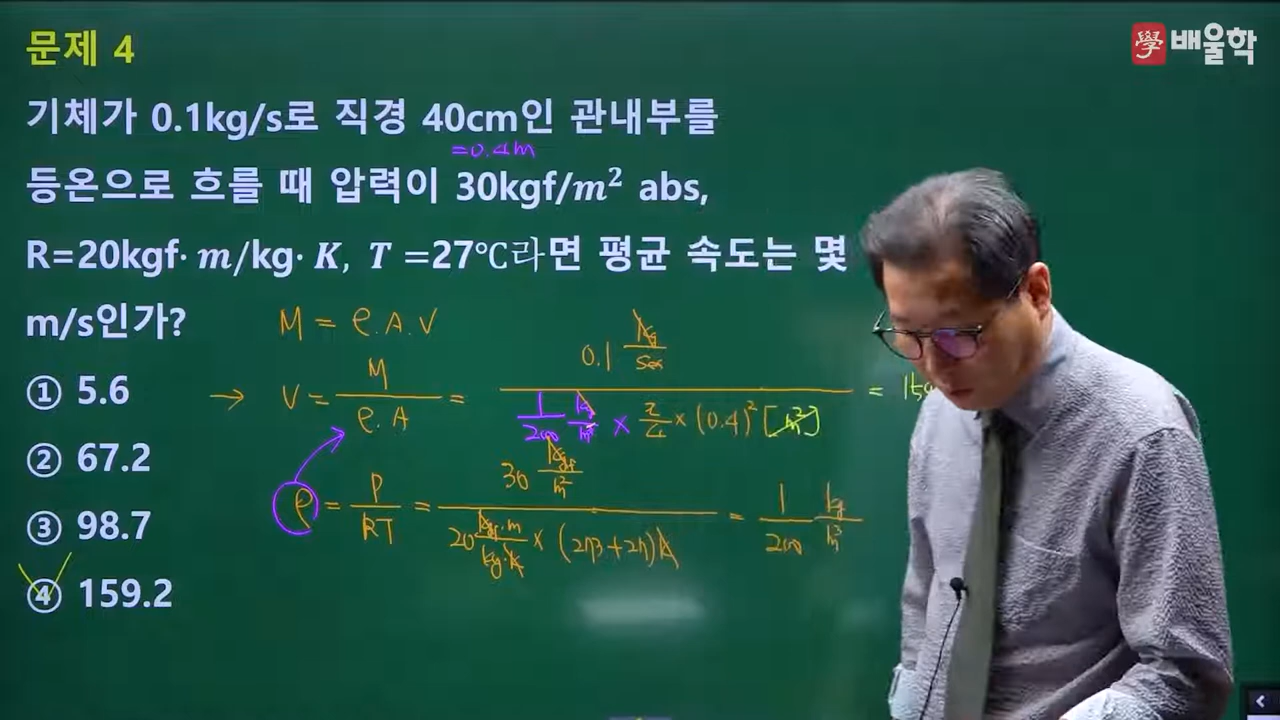 문제 4
學 배울학
기체가 0.1kg/s로 직경 40cm인 관내부를
=0.4m
등온으로 흐를 때 압력이 30kgf/m² abs,
R=20kgf· m/kg· K, T =27℃라면 평균 속도는 몇
m/s인가?
M = ρ.A.V
① 5.6
→ V = M / ρ.A = 0.1 kg/sec / 1/200 kg/m³ × π/4 × (0.4)² [m²] = 159
② 67.2
③ 98.7
ρ = P / RT = 30 kgf/m² / 20 kgf·m/kg·K × (273+27)K = 1/200 kg/m³
④ 159.2